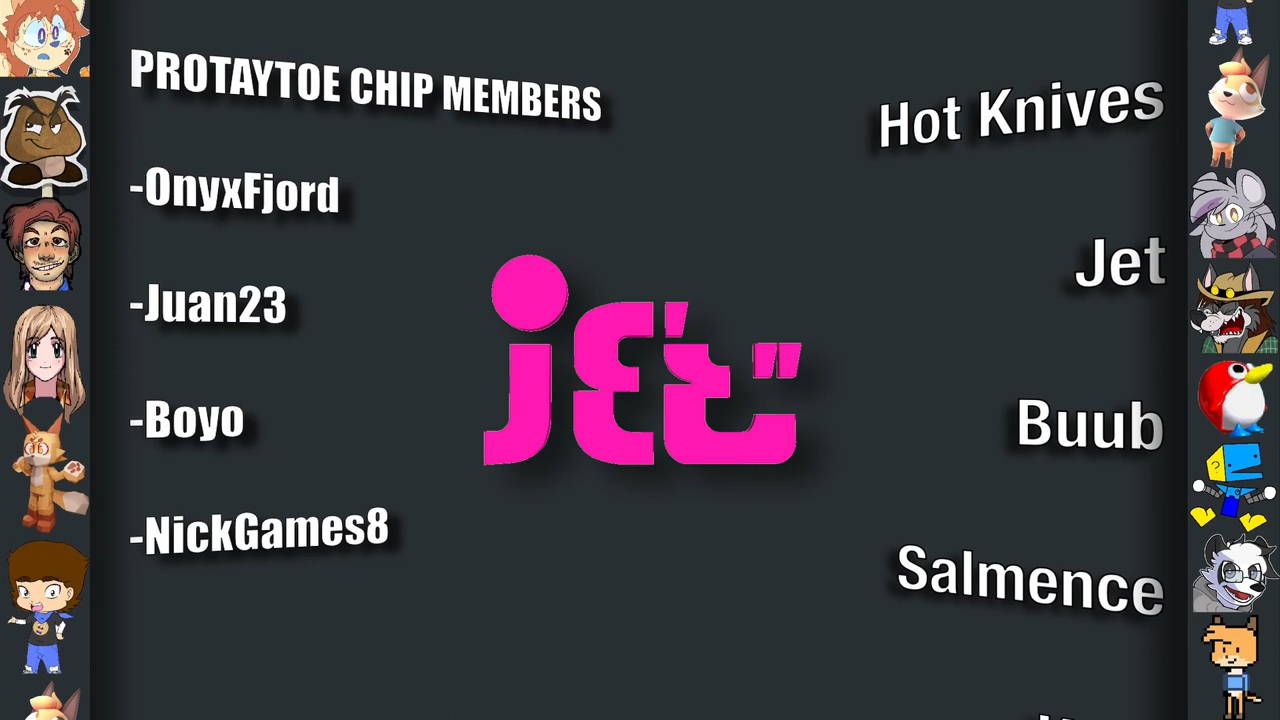 PROTAYTOE CHIP MEMBERS
-OnyxFjord
-Juan23
-Boyo
-NickGames8
jet
Hot Knives
Jet
Buub
Salmence